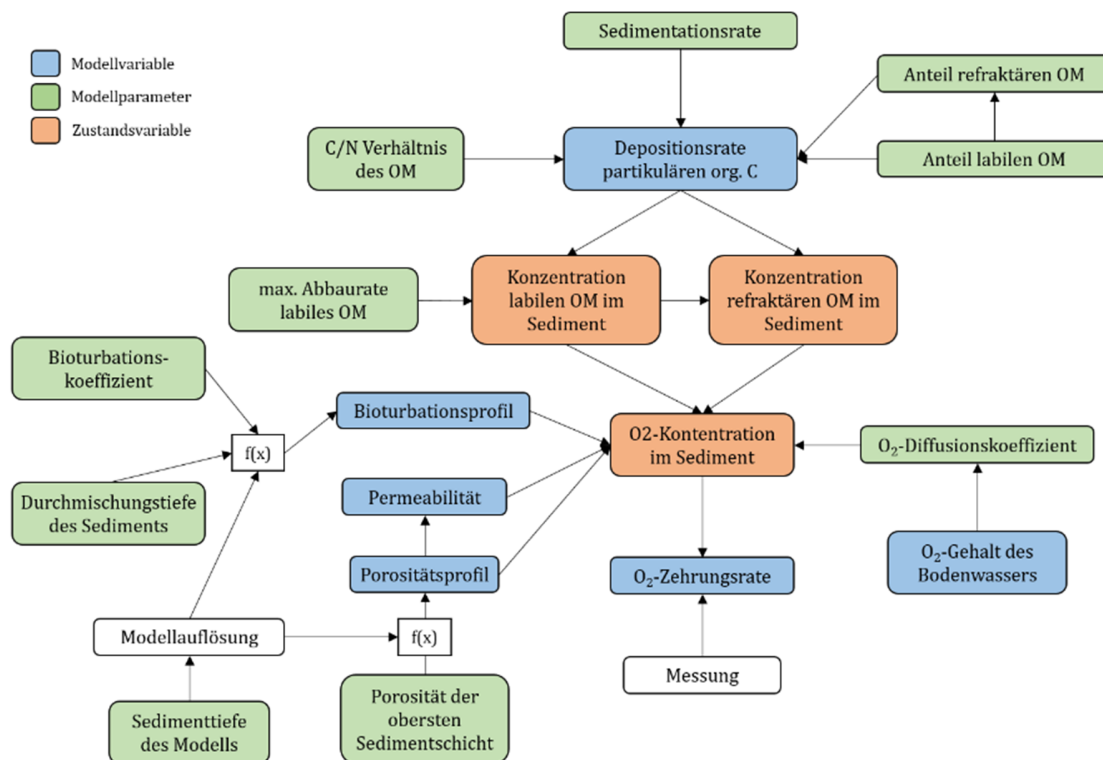 Sedimentationsrate
Modellvariable
Modellparameter
Zustandsvariable
Anteil refraktären OM
C/N Verhältnis
des OM
Depositionsrate
partikulären org. C
Anteil labilen OM
max. Abbaurate
labiles OM
Konzentration
labilen OM im
Sediment
Konzentration
refraktären OM im
Sediment
Bioturbations-
koeffizient
Bioturbationsprofil
O2-Kontentration
im Sediment
O₂-Diffusionskoeffizient
f(x)
Durchmischungstiefe
des Sediments
Permeabilität
Porositätsprofil
O₂-Zehrungsrate
O₂-Gehalt des
Bodenwassers
Modellauflösung
f(x)
Messung
Sedimenttiefe
des Modells
Porosität der
obersten
Sedimentschicht